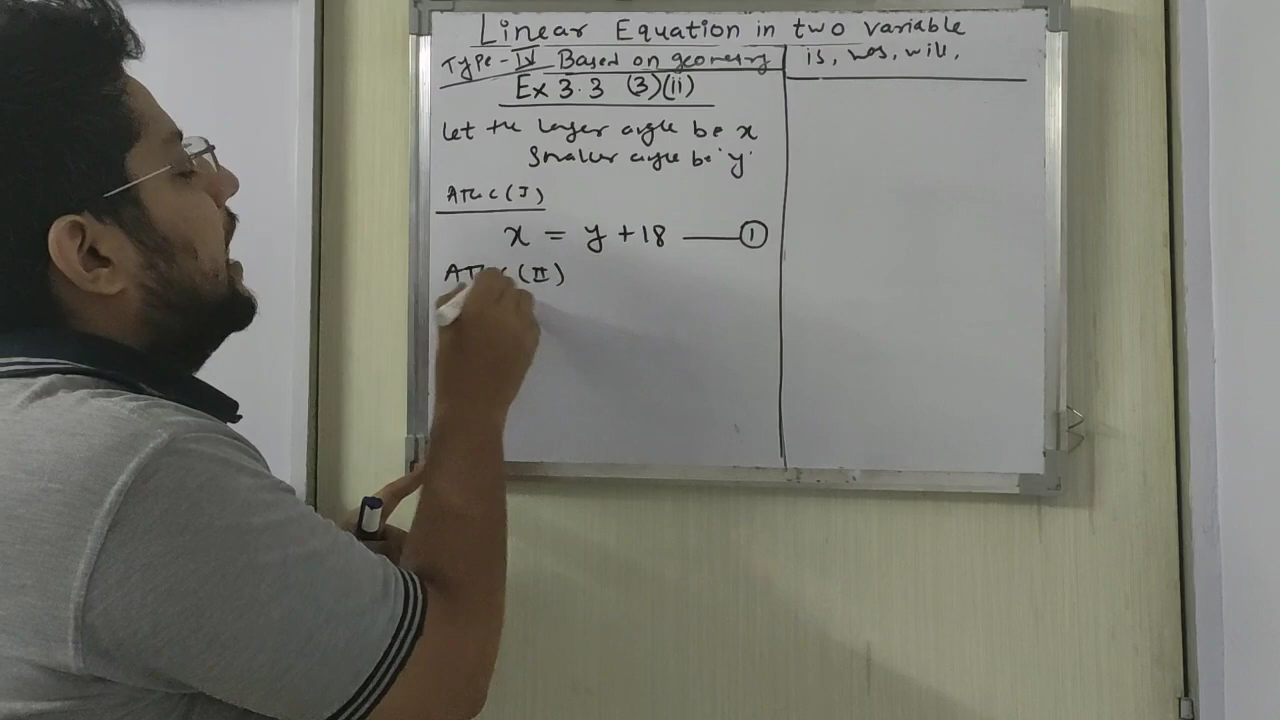 Linear Equation in two variable
Type-IV Based on geometry
Ex 3.3 (3)(ii)
Let the larger angle be x
Smaller angle be y
ATC (I)
x = y + 18 —— 1
(II)
is, was, will,